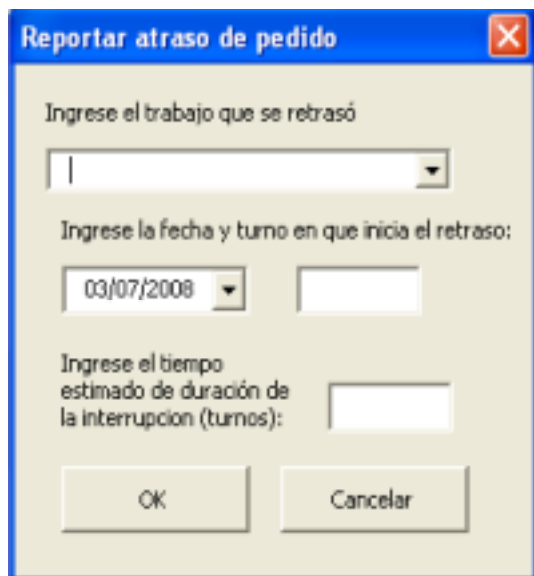 Reportar atraso de pedido
Ingrese el trabajo que se retrasó
Ingrese la fecha y turno en que inicia el retraso:
03/07/2008
Ingrese el tiempo
estimado de duración de
la interrupcion (turnos):
OK Cancelar